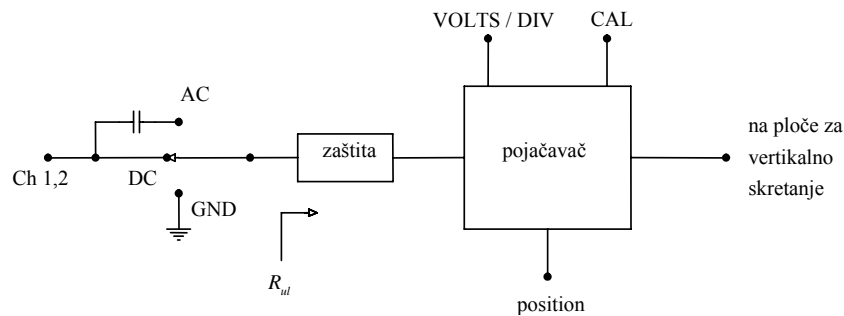 VOLTS / DIV
CAL
AC
zaštita
pojačavač
na ploče za
vertikalno
skretanje
Ch 1,2
DC
GND
R_ul
position